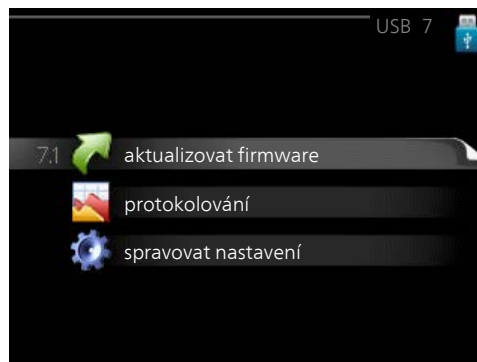 USB 7
7.1 aktualizovat firmware
protokolování
spravovat nastavení